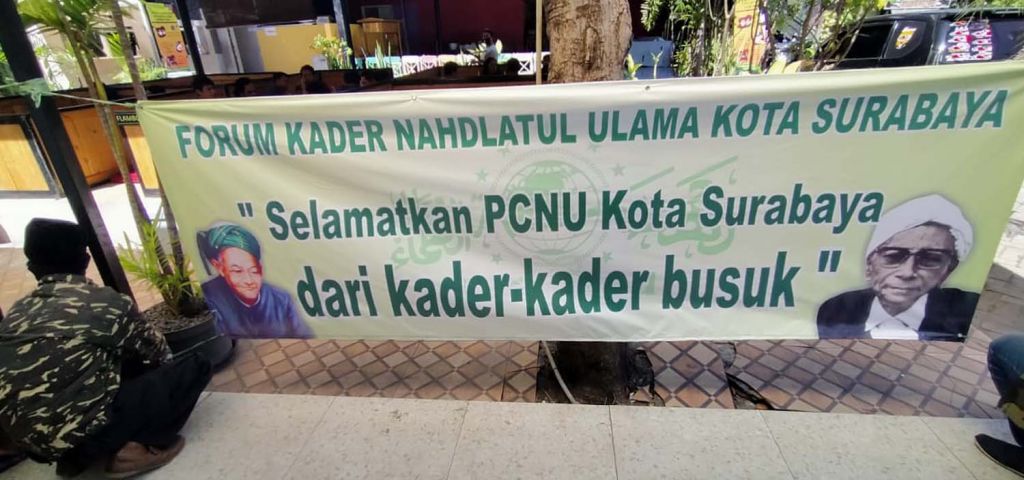 FORUM KADER NAHDLATUL ULAMA KOTA SURABAYA
" Selamatkan PCNU Kota Surabaya
dari kader-kader busuk "